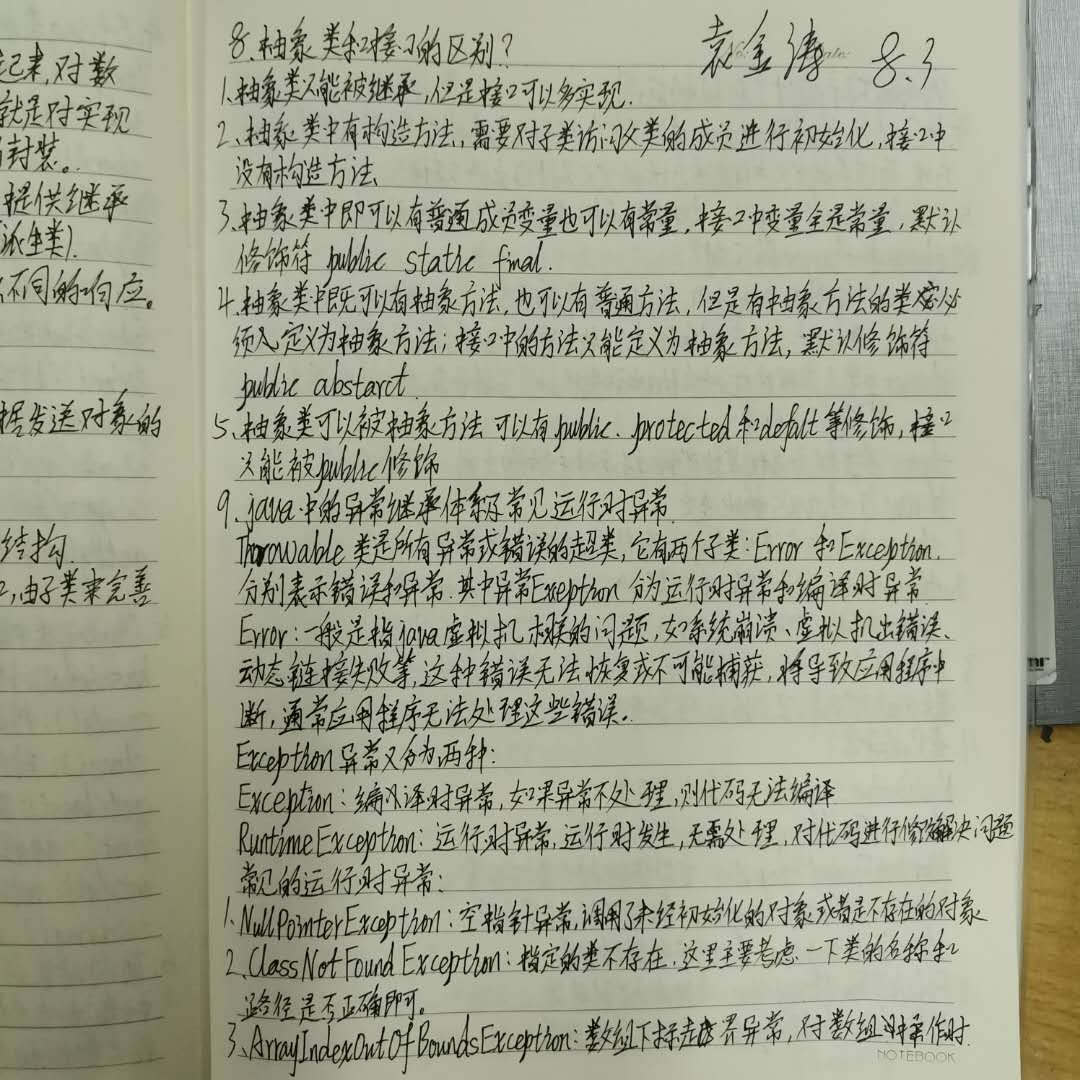 起来,对数
就是对实现
封装。
提供继承
派生类).
不同的响应。
据发送对象的
结构.
,由子类来完善
8.抽象类和接口的区别?
袁金涛 8.3
1、抽象类只能被继承,但是接口可以多实现.
2、抽象类中有构造方法,需要对子类访问父类的成员进行初始化,接口中
没有构造方法
3、抽象类中即可以有普通成员变量也可以有常量,接口中变量全是常量,默认
修饰符 public static final.
4、抽象类中既可以有抽象方法,也可以有普通方法,但是有抽象方法的类必
须入定义为抽象方法;接口中的方法只能定义为抽象方法,默认修饰符
public abstarct.
5、抽象类可以被抽象方法 可以有public、protected和defalt等修饰,接口
只能被public修饰
9、java中的异常继承体系及常见运行时异常.
Thorowable 类是所有异常或错误的超类,它有两个子类:Error 和Exception.
分别表示错误和异常.其中异常Exseption 分为运行时异常和编译时异常
Error:一般是指java虚拟机相关的问题,如系统崩溃、虚拟机出错误、
动态链接失败等,这种错误无法恢复或不可能捕获,将导致应用程序中
断,通常应用程序无法处理这些错误。
Exception异常又分为两种:
Exception:编译时异常,如果异常不处理,则代码无法编译
RuntimeException:运行时异常,运行时发生,无需处理,对代码进行修解决问题
常见的运行时异常:
1、NullPointerException:空指针异常,调用了未经初始化的对象或者是不存在的对象
2、ClassNotFoundException:指定的类不存在,这里主要考虑一下类的名称和
路径是否正确即可。
3、ArrayIndexOutOfBoundsException:数组下标越界异常,对数组操作时.
NOTEBOOK